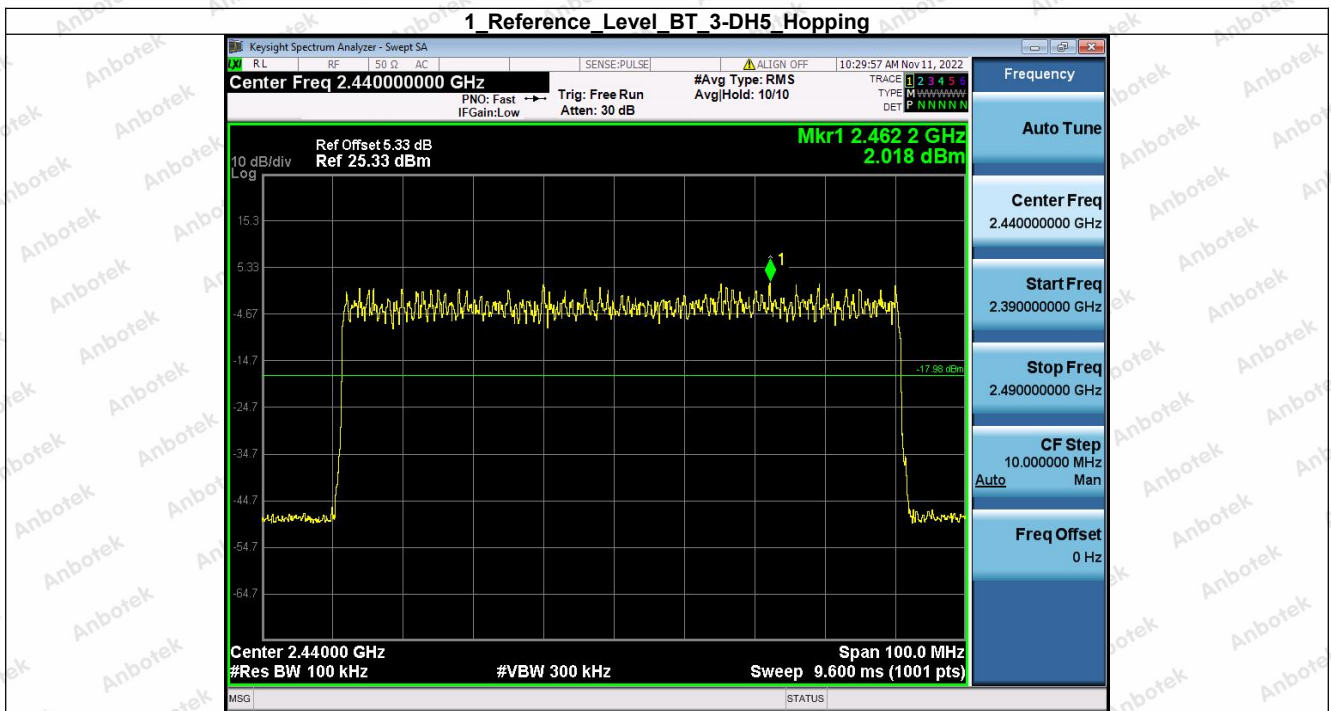 1_Reference_Level_BT_3-DH5_Hopping
Keysight Spectrum Analyzer - Swept SA
LXI RL RF 50 Ω AC SENSE:PULSE ALIGN OFF 10:29:57 AM Nov 11, 2022
Center Freq 2.440000000 GHz
PNO: Fast
IFGain:Low
Trig: Free Run
Atten: 30 dB
#Avg Type: RMS
Avg|Hold: 10/10
TRACE 1 2 3 4 5 6
TYPE M WWWWW
DET P N N N N N
Mkr1 2.462 2 GHz
2.018 dBm
Ref Offset 5.33 dB
10 dB/div Ref 25.33 dBm
Log
15.3
5.33
-4.67
-14.7
-24.7
-34.7
-44.7
-54.7
-64.7
1
-17.98 dBm
Center 2.44000 GHz Span 100.0 MHz
#Res BW 100 kHz #VBW 300 kHz Sweep 9.600 ms (1001 pts)
MSG STATUS
Frequency
Auto Tune
Center Freq
2.440000000 GHz
Start Freq
2.390000000 GHz
Stop Freq
2.490000000 GHz
CF Step
10.000000 MHz
Auto Man
Freq Offset
0 Hz
Anbotek